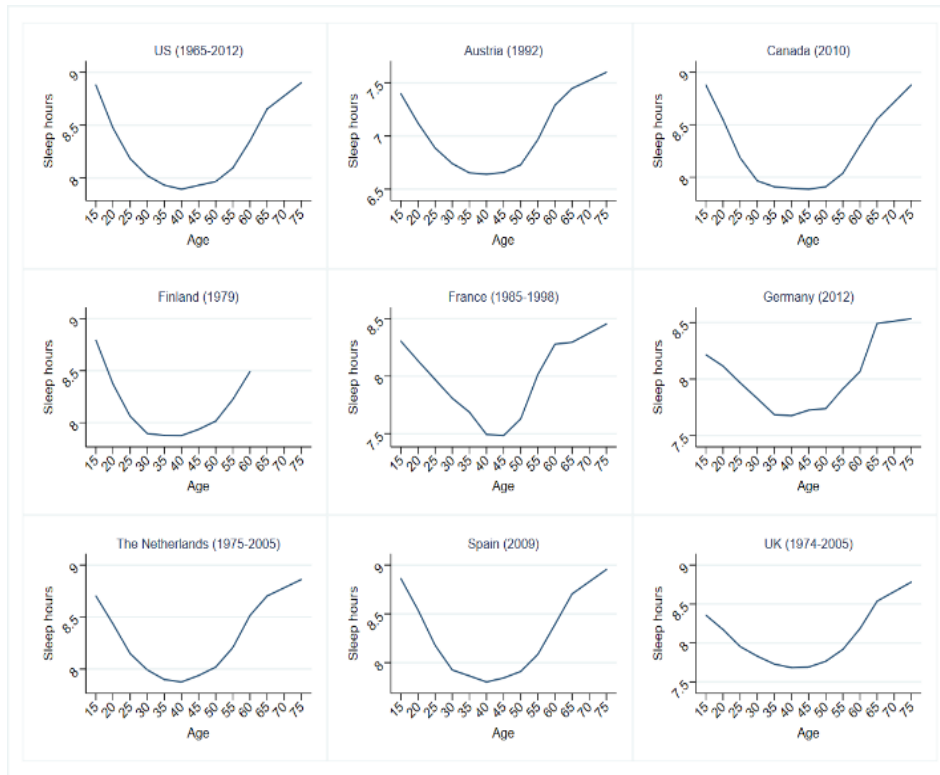 US (1965-2012)
Sleep hours
9
8.5
8
15 20 25 30 35 40 45 50 55 60 65 70 75
Age
Austria (1992)
Sleep hours
7.5
7
6.5
15 20 25 30 35 40 45 50 55 60 65 70 75
Age
Canada (2010)
Sleep hours
9
8.5
8
15 20 25 30 35 40 45 50 55 60 65 70 75
Age
Finland (1979)
Sleep hours
9
8.5
8
15 20 25 30 35 40 45 50 55 60 65 70 75
Age
France (1985-1998)
Sleep hours
8.5
8
7.5
15 20 25 30 35 40 45 50 55 60 65 70 75
Age
Germany (2012)
Sleep hours
8.5
8
7.5
15 20 25 30 35 40 45 50 55 60 65 70 75
Age
The Netherlands (1975-2005)
Sleep hours
9
8.5
8
15 20 25 30 35 40 45 50 55 60 65 70 75
Age
Spain (2009)
Sleep hours
9
8.5
8
15 20 25 30 35 40 45 50 55 60 65 70 75
Age
UK (1974-2005)
Sleep hours
9
8.5
8
7.5
15 20 25 30 35 40 45 50 55 60 65 70 75
Age